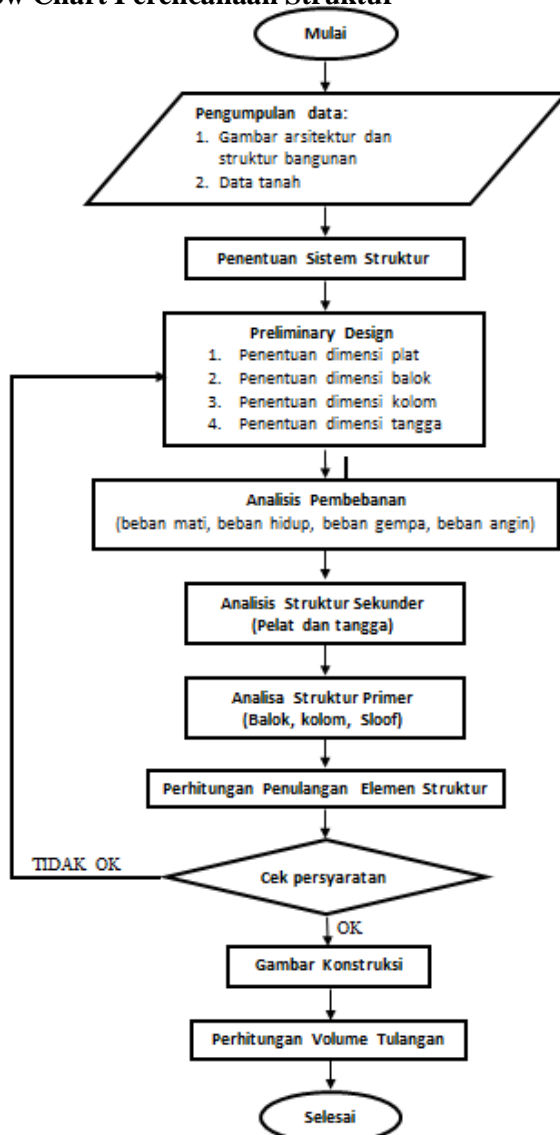 w Chart Perencanaan Struktur
Mulai
Pengumpulan data:
1. Gambar arsitektur dan
struktur bangunan
2. Data tanah
Penentuan Sistem Struktur
Preliminary Design
1. Penentuan dimensi plat
2. Penentuan dimensi balok
3. Penentuan dimensi kolom
4. Penentuan dimensi tangga
Analisis Pembebanan
(beban mati, beban hidup, beban gempa, beban angin)
Analisis Struktur Sekunder
(Pelat dan tangga)
Analisa Struktur Primer
(Balok, kolom, Sloof)
Perhitungan Penulangan Elemen Struktur
TIDAK OK
Cek persyaratan
OK
Gambar Konstruksi
Perhitungan Volume Tulangan
Selesai